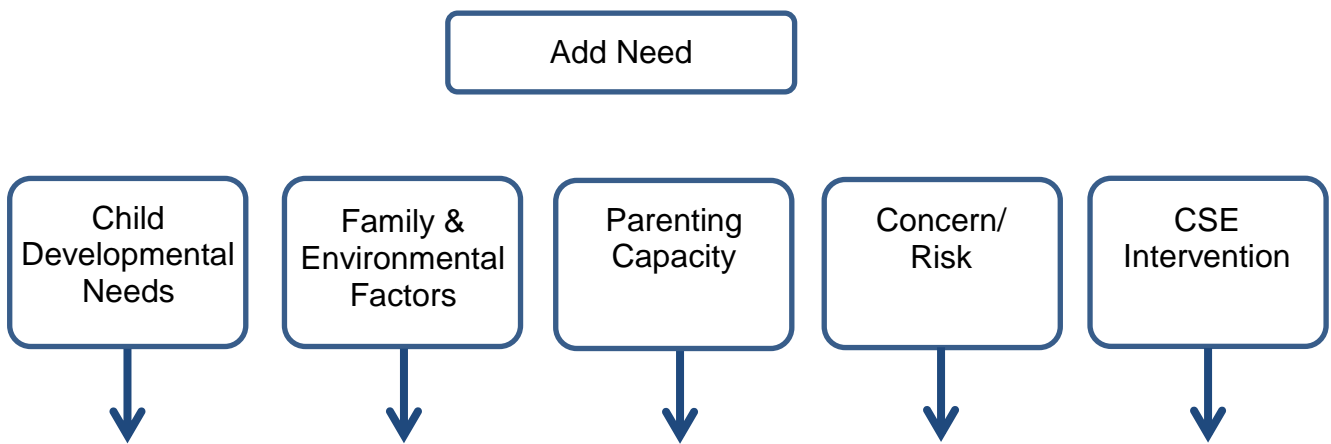 Add Need
Child
Developmental
Needs
Family &
Environmental
Factors
Parenting
Capacity
Concern/
Risk
CSE
Intervention